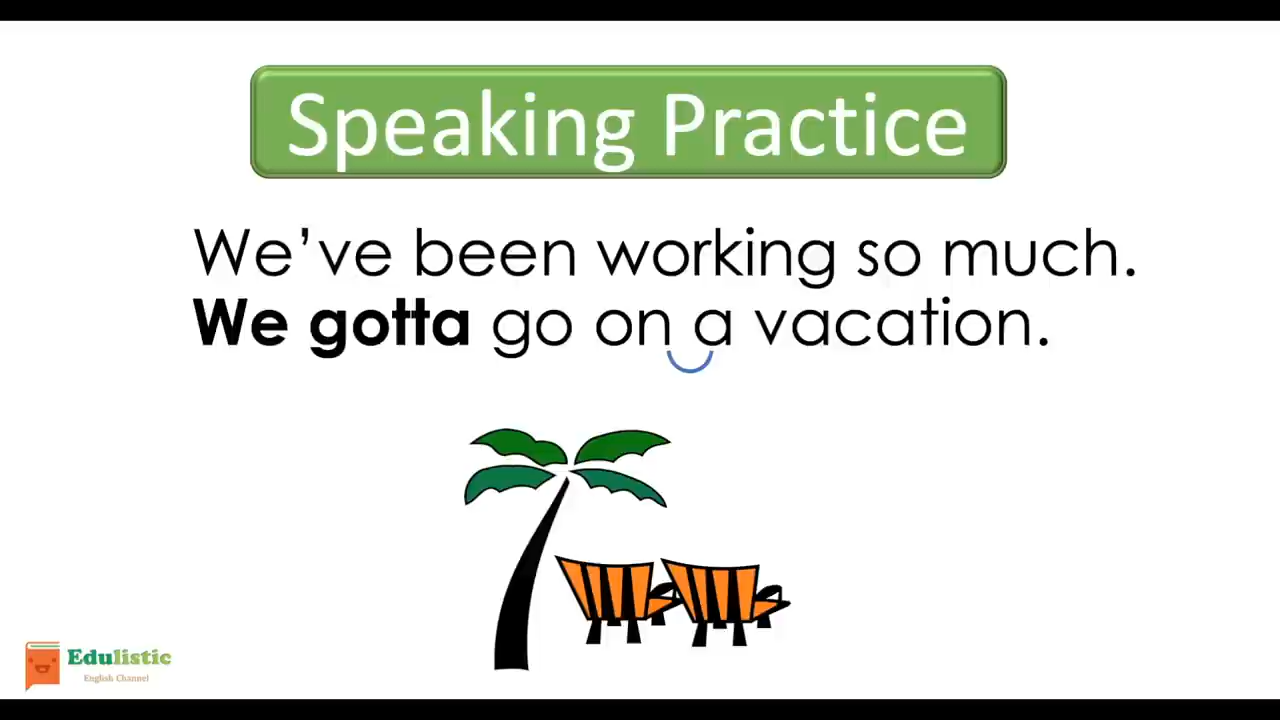 Speaking Practice
We’ve been working so much.
We gotta go on a vacation.
Edulistic
English Channel